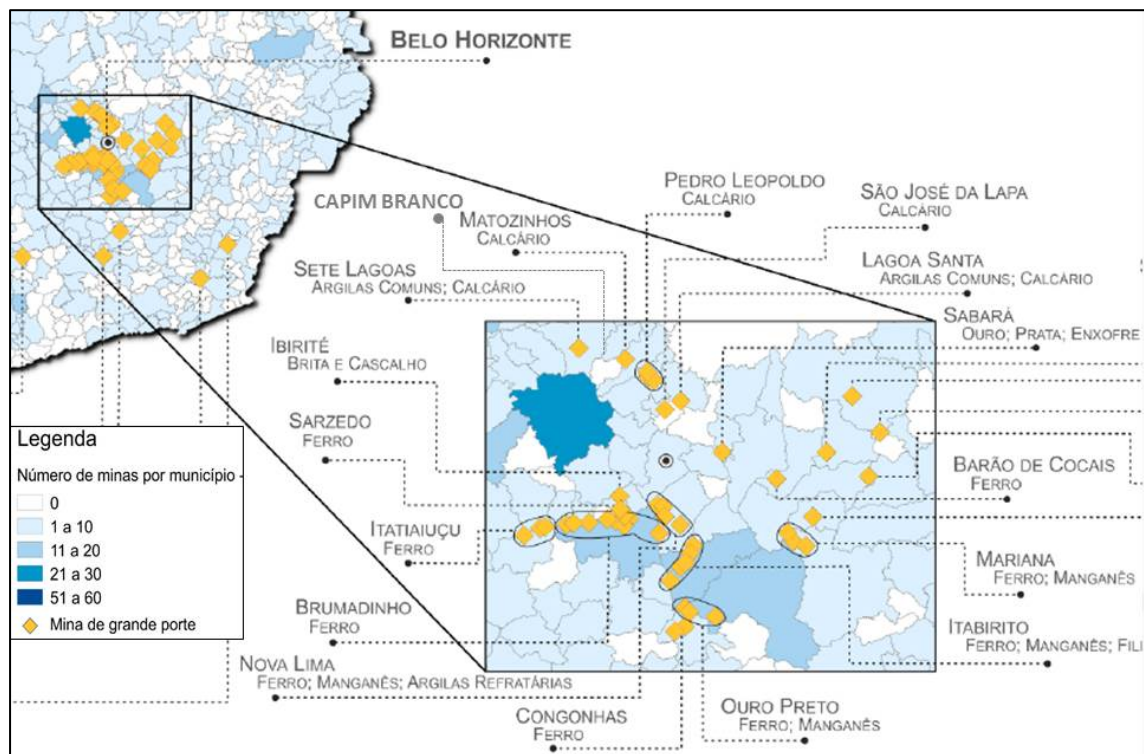 BELO HORIZONTE
PEDRO LEOPOLDO
CALCÁRIO
SÃO JOSÉ DA LAPA
CALCÁRIO
CAPIM BRANCO
MATOZINHOS
CALCÁRIO
SETE LAGOAS
ARGILAS COMUNS; CALCÁRIO
LAGOA SANTA
ARGILAS COMUNS; CALCÁRIO
SABARÁ
OURO; PRATA; ENXOFRE
IBIRITÉ
BRITA E CASCALHO
SARZEDO
FERRO
BARÃO DE COCAIS
FERRO
ITATIAIUÇU
FERRO
MARIANA
FERRO; MANGANÊS
BRUMADINHO
FERRO
ITABIRITO
FERRO; MANGANÊS; FILI
NOVA LIMA
FERRO; MANGANÊS; ARGILAS REFRATÁRIAS
OURO PRETO
FERRO; MANGANÊS
CONGONHAS
FERRO
Legenda
Número de minas por município -
0
1 a 10
11 a 20
21 a 30
51 a 60
Mina de grande porte